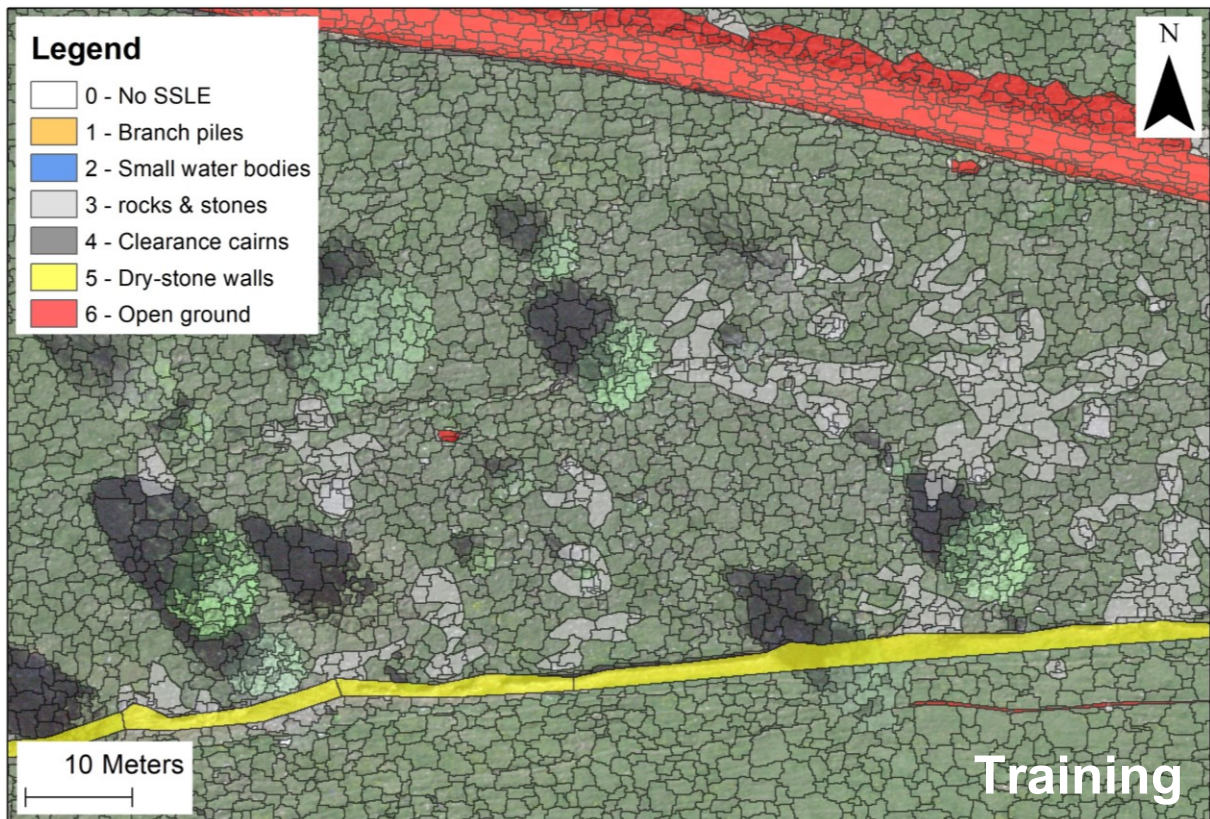 Legend
0 - No SSLE
1 - Branch piles
2 - Small water bodies
3 - rocks & stones
4 - Clearance cairns
5 - Dry-stone walls
6 - Open ground
N
10 Meters
Training